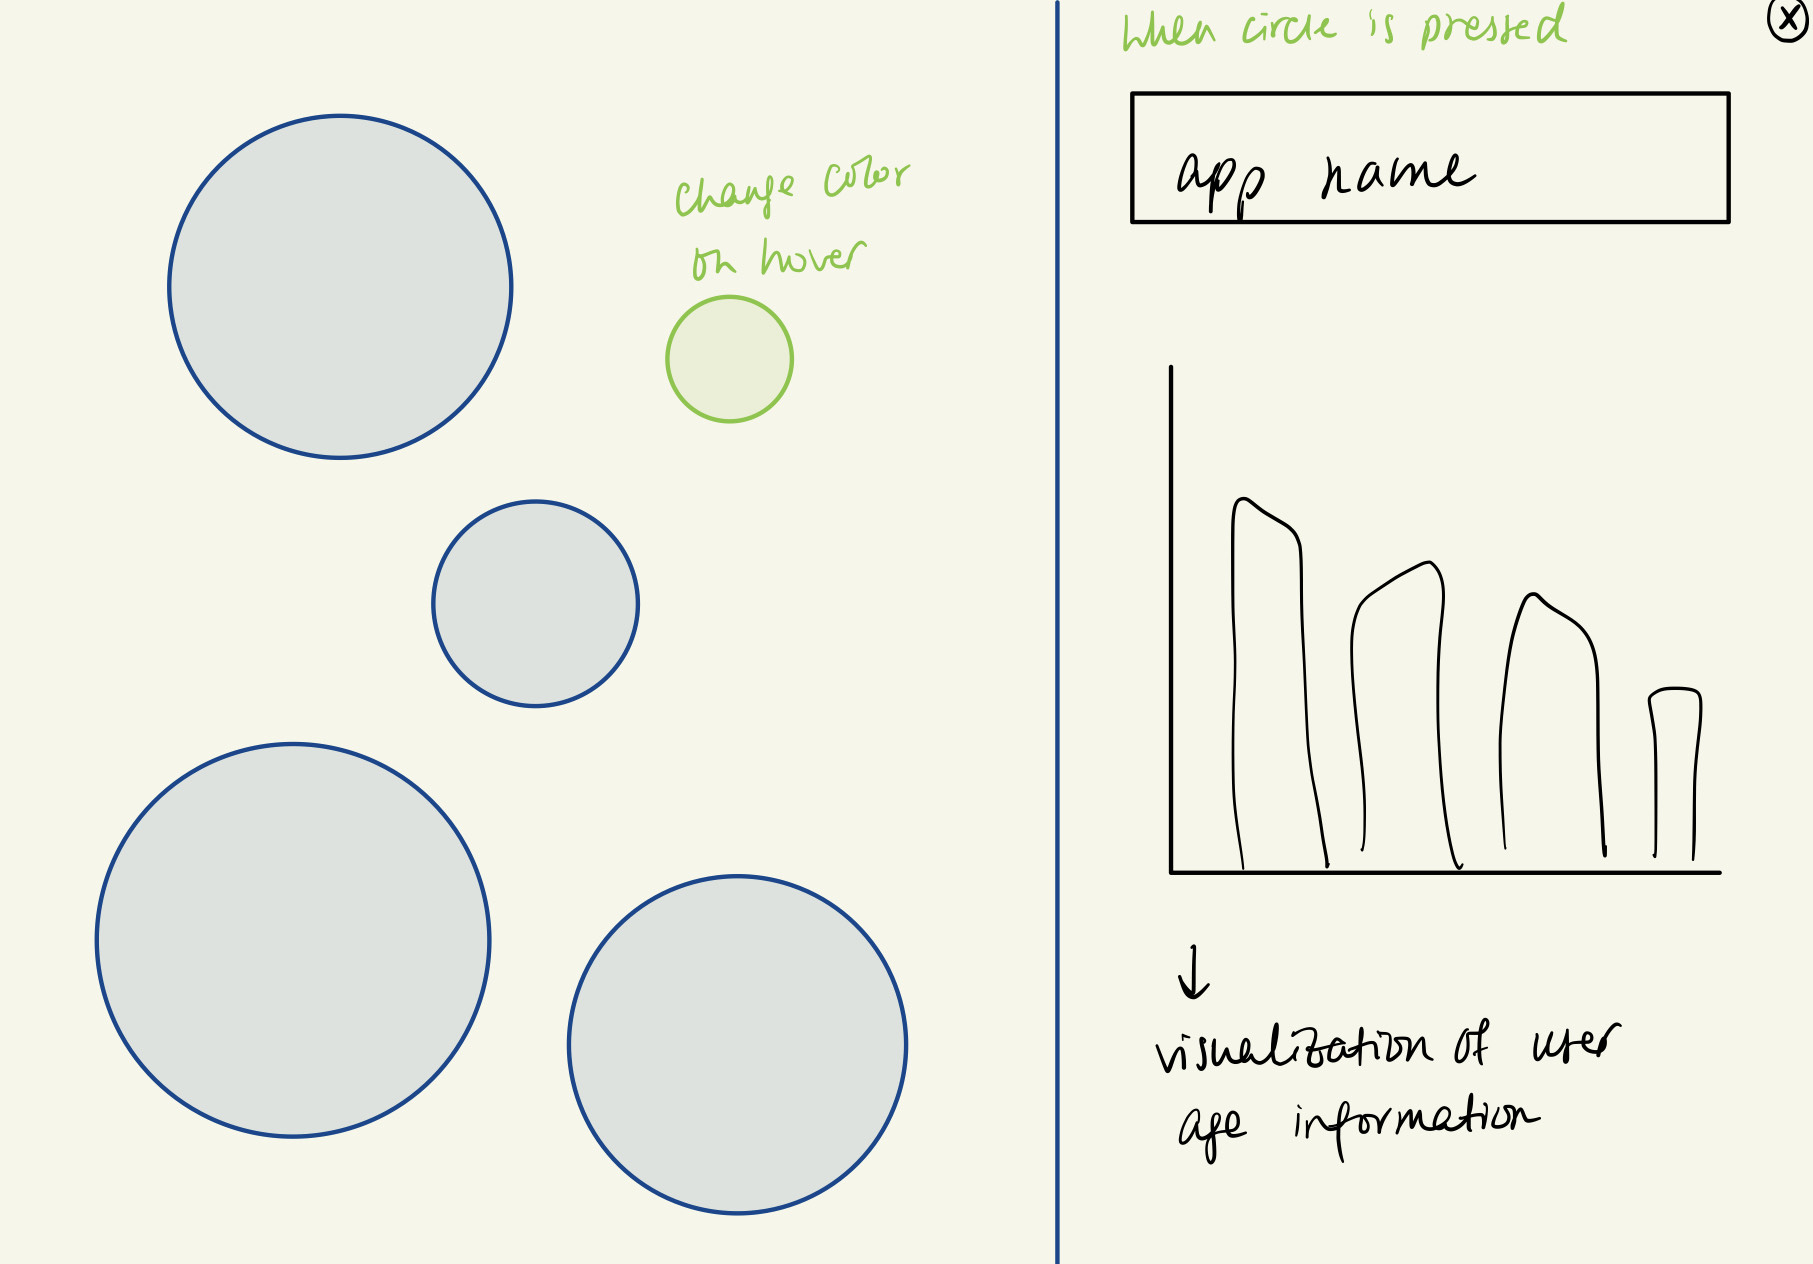 change color
on hover
When circle is pressed
X
app name
visualization of user
age information